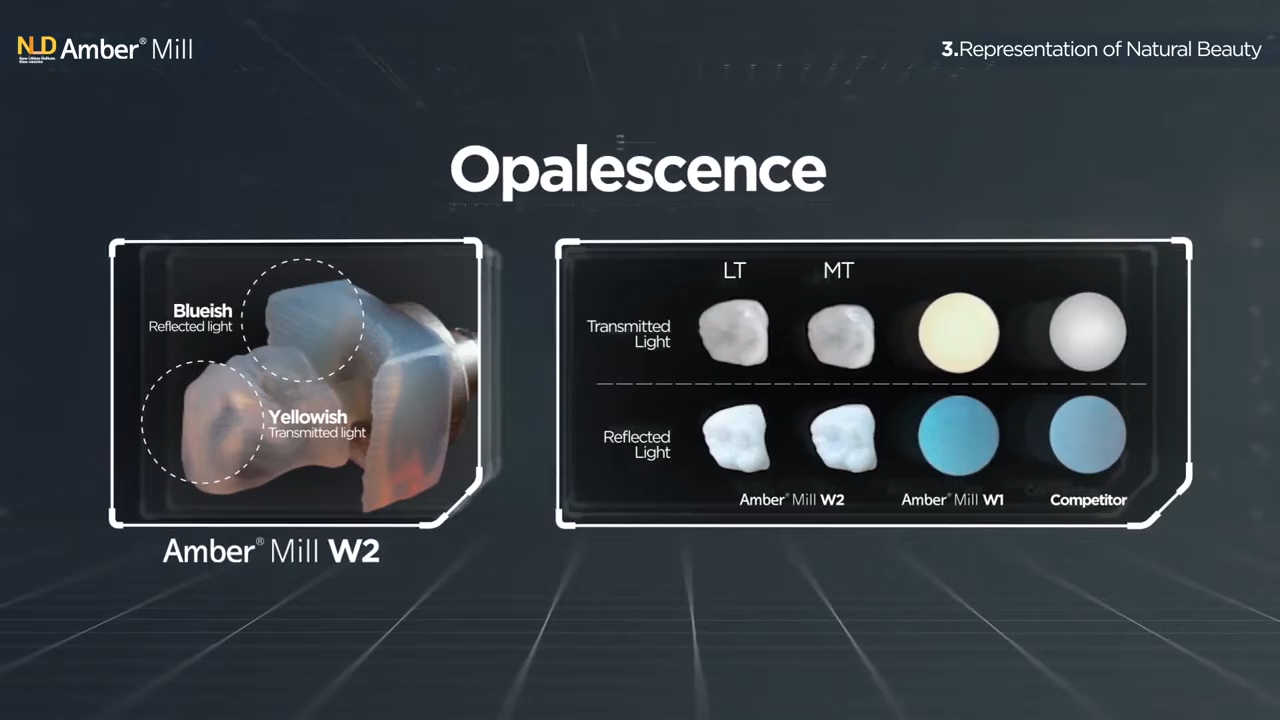 NLD Amber® Mill
3.Representation of Natural Beauty
Opalescence
Blueish
Reflected light
Yellowish
Transmitted light
Amber® Mill W2
LT MT
Transmitted
Light
Reflected
Light
Amber® Mill W2 Amber® Mill W1 Competitor